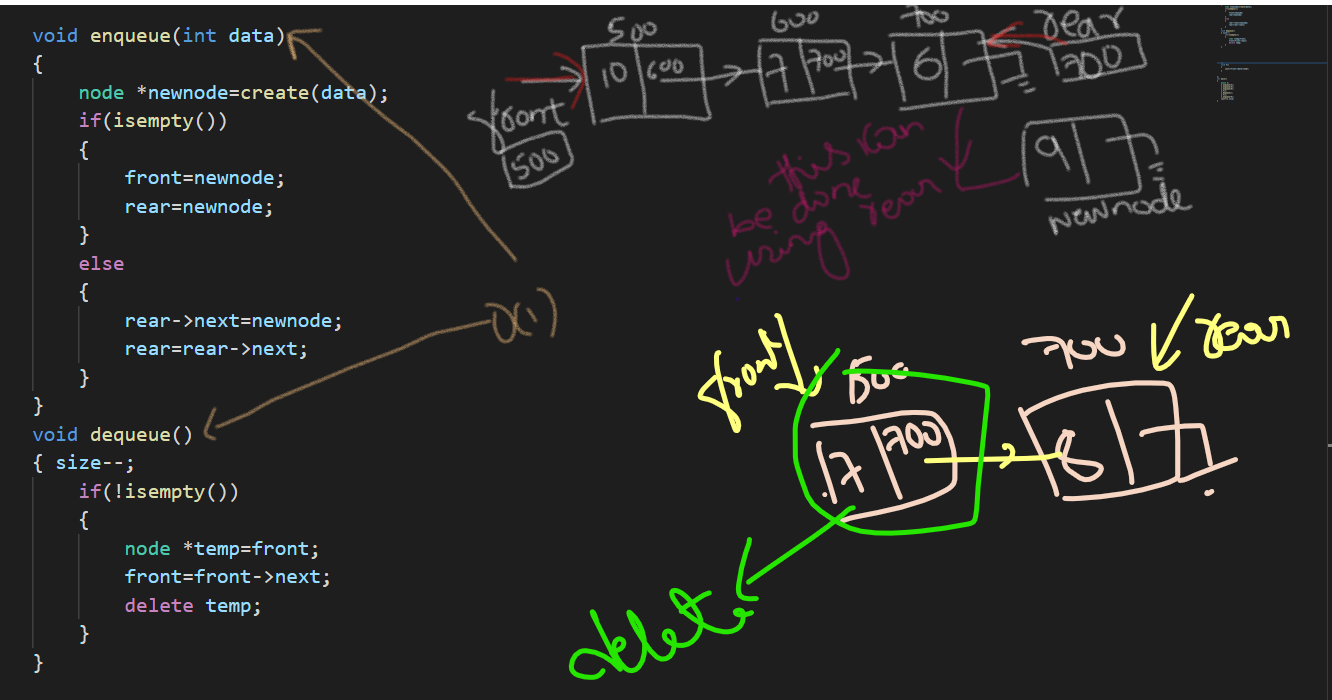 void enqueue(int data)
{
node *newnode=create(data);
if(isempty())
{
front=newnode;
rear=newnode;
}
else
{
rear->next=newnode;
rear=rear->next;
}
}
void dequeue()
{ size--;
if(!isempty())
{
node *temp=front;
front=front->next;
delete temp;
}
}
O(1)
500
600
700
rear
10
600
7
700
6
700
front
500
9
newnode
this can
be done
using rear
front
500
700
rear
7
700
6
delete